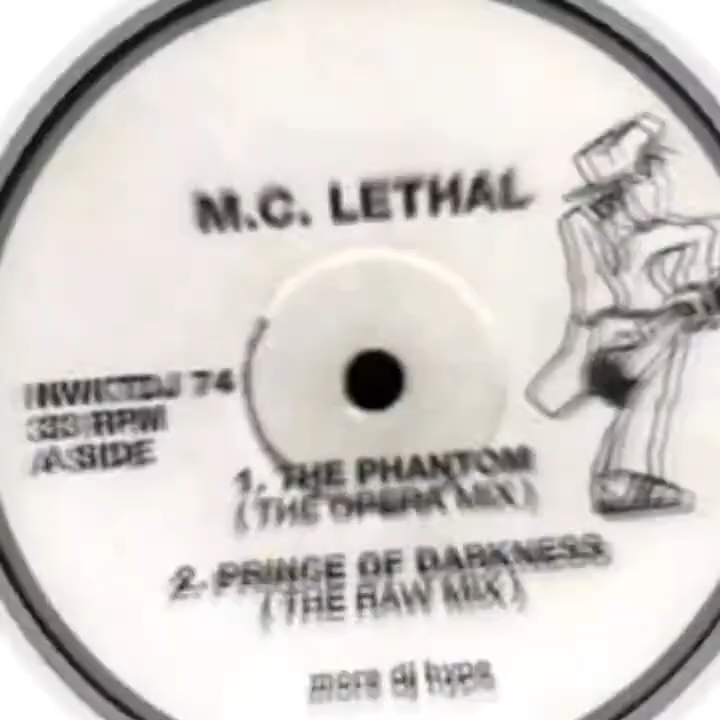 M.C. LETHAL
74
RPM
A SIDE
1. THE PHANTOM
(THE OPERA MIX)
2. PRINCE OF DARKNESS
(THE RAW MIX)
more dj hype